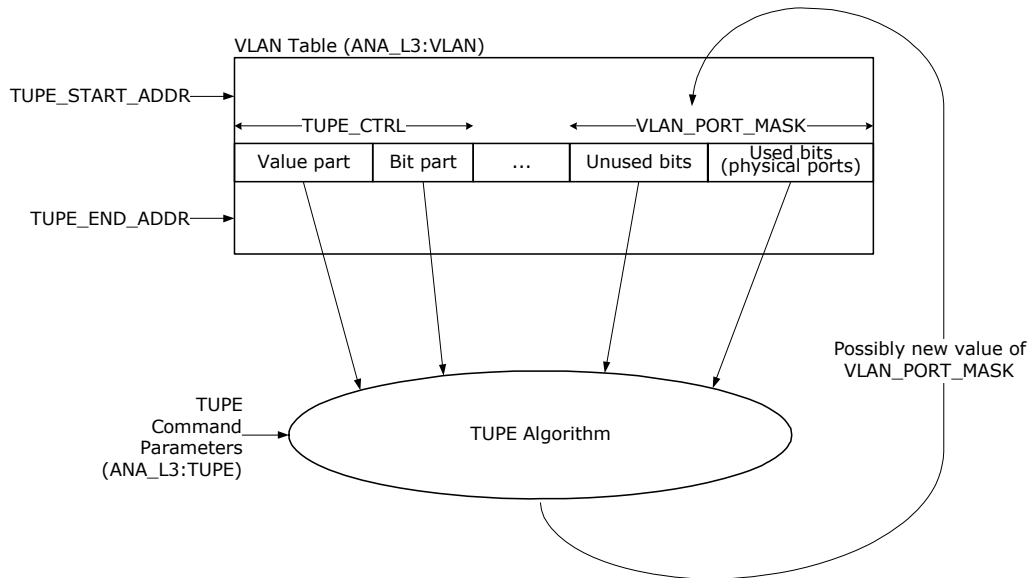 VLAN Table (ANA_L3:VLAN)
TUPE_START_ADDR
TUPE_CTRL
VLAN_PORT_MASK
Value part
Bit part
...
Unused bits
Used bits
(physical ports)
TUPE_END_ADDR
Possibly new value of
VLAN_PORT_MASK
TUPE
Command
Parameters
(ANA_L3:TUPE)
TUPE Algorithm